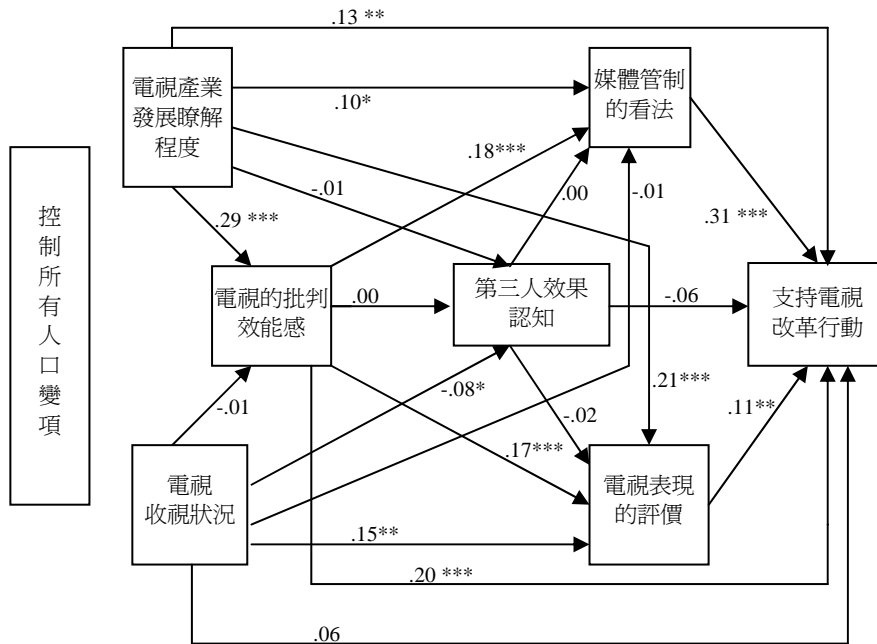 .13 **
電視產業
發展瞭解
程度
媒體管制
的看法
.10*
.18***
-.01
.00
-.01
控
制
所
有
人
口
變
項
.29 ***
.31 ***
電視的批判
效能感
.00
第三人效果
認知
-.06
支持電視
改革行動
-.01
-.08*
-.02
.21***
.11**
.17***
電視
收視狀況
電視表現
的評價
.15**
.20 ***
.06